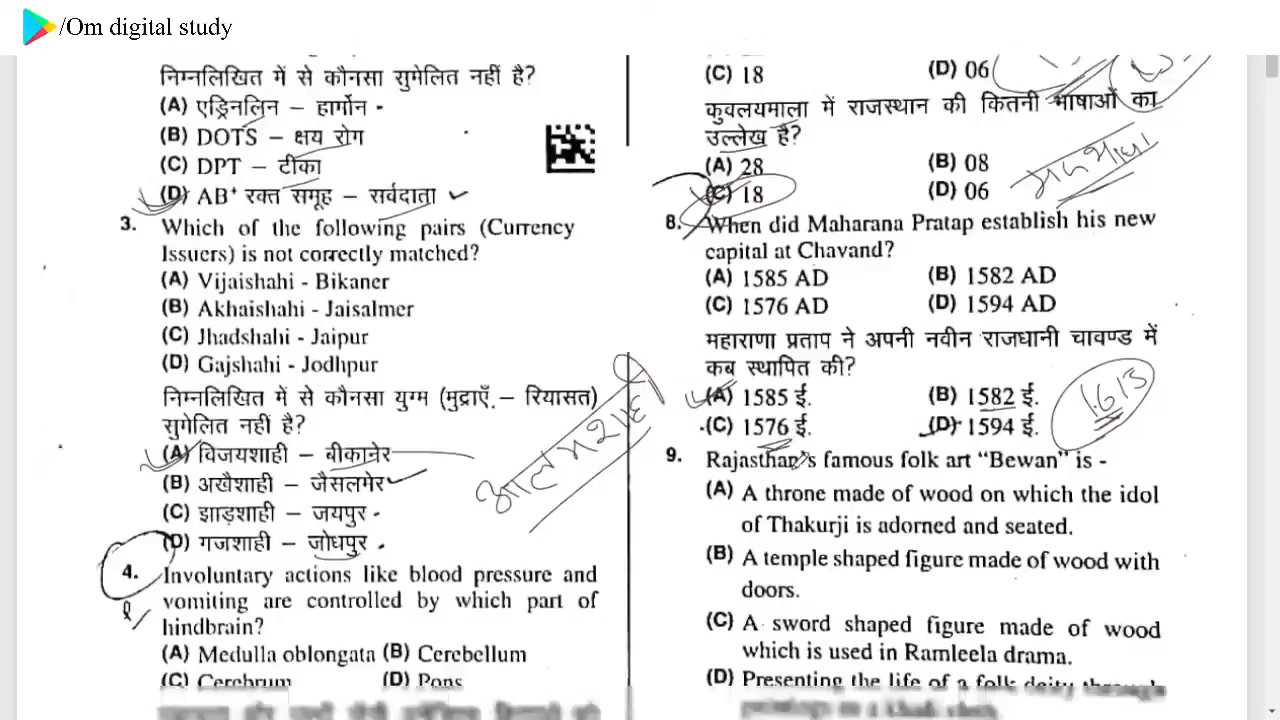 /Om digital study
निम्नलिखित में से कौनसा सुमेलित नहीं है?
(A) एड्रिनलिन – हार्मोन
(B) DOTS – क्षय रोग
(C) DPT – टीका
(D) AB⁺ रक्त समूह – सर्वदाता
3. Which of the following pairs (Currency
Issuers) is not correctly matched?
(A) Vijaishahi - Bikaner
(B) Akhaishahi - Jaisalmer
(C) Jhadshahi - Jaipur
(D) Gajshahi - Jodhpur
निम्नलिखित में से कौनसा युग्म (मुद्राएँ – रियासत)
सुमेलित नहीं है?
(A) विजयशाही – बीकानेर
(B) अखैशाही – जैसलमेर
(C) झाड़शाही – जयपुर
(D) गजशाही – जोधपुर
4. Involuntary actions like blood pressure and
vomiting are controlled by which part of
hindbrain?
(A) Medulla oblongata (B) Cerebellum
(C) Cerebrum (D) Pons
(C) 18 (D) 06
कुवलयमाला में राजस्थान की कितनी भाषाओं का
उल्लेख है?
(A) 28 (B) 08
(C) 18 (D) 06
8. When did Maharana Pratap establish his new
capital at Chavand?
(A) 1585 AD (B) 1582 AD
(C) 1576 AD (D) 1594 AD
महाराणा प्रताप ने अपनी नवीन राजधानी चावण्ड में
कब स्थापित की?
(A) 1585 ई. (B) 1582 ई.
(C) 1576 ई. (D) 1594 ई.
1613
9. Rajasthan's famous folk art “Bewan” is -
(A) A throne made of wood on which the idol
of Thakurji is adorned and seated.
(B) A temple shaped figure made of wood with
doors.
(C) A sword shaped figure made of wood
which is used in Ramleela drama.
(D) Presenting the life of a folk deity through